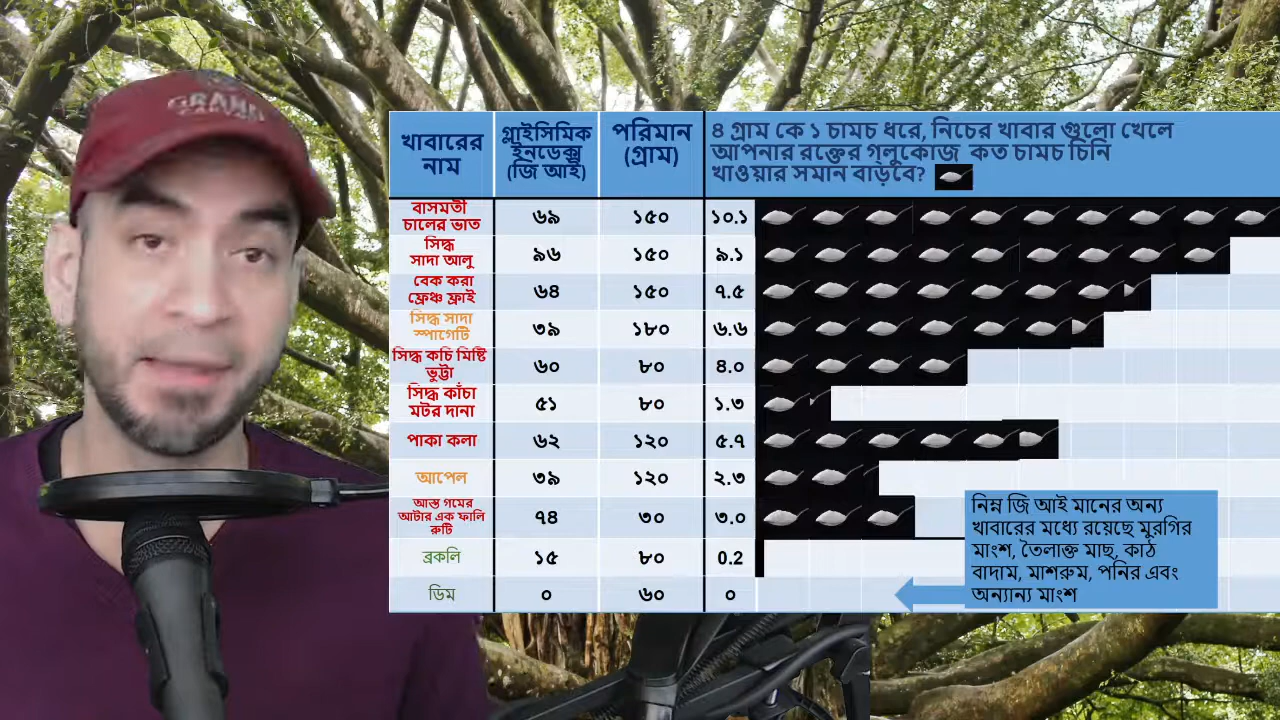 GRAND
খাবারের
নাম
গ্লাইসিমিক
ইনডেক্স
(জি আই)
পরিমান
(গ্রাম)
৪ গ্রাম কে ১ চামচ ধরে, নিচের খাবার গুলো খেলে
আপনার রক্তের গলুকোজ কত চামচ চিনি
খাওয়ার সমান বাড়বে?
বাসমতী
চালের ভাত
৬৯
১৫০
১০.১
সিদ্ধ
সাদা আলু
৯৬
১৫০
৯.১
বেক করা
ফ্রেঞ্চ ফ্রাই
৬৪
১৫০
৭.৫
সিদ্ধ সাদা
স্পাগেটি
৩৯
১৮০
৬.৬
সিদ্ধ কচি মিষ্টি
ভুট্টা
৬০
৮০
৪.০
সিদ্ধ কাঁচা
মটর দানা
৫১
৮০
১.৩
পাকা কলা
৬২
১২০
৫.৭
আপেল
৩৯
১২০
২.৩
আস্ত গমের
আটার এক ফালি
রুটি
৭৪
৩০
৩.০
ব্রকলি
১৫
৮০
0.2
ডিম
০
৬০
০
নিম্ন জি আই মানের অন্য
খাবারের মধ্যে রয়েছে মুরগির
মাংশ, তৈলাক্ত মাছ, কাঠ
বাদাম, মাশরুম, পনির এবং
অন্যান্য মাংশ